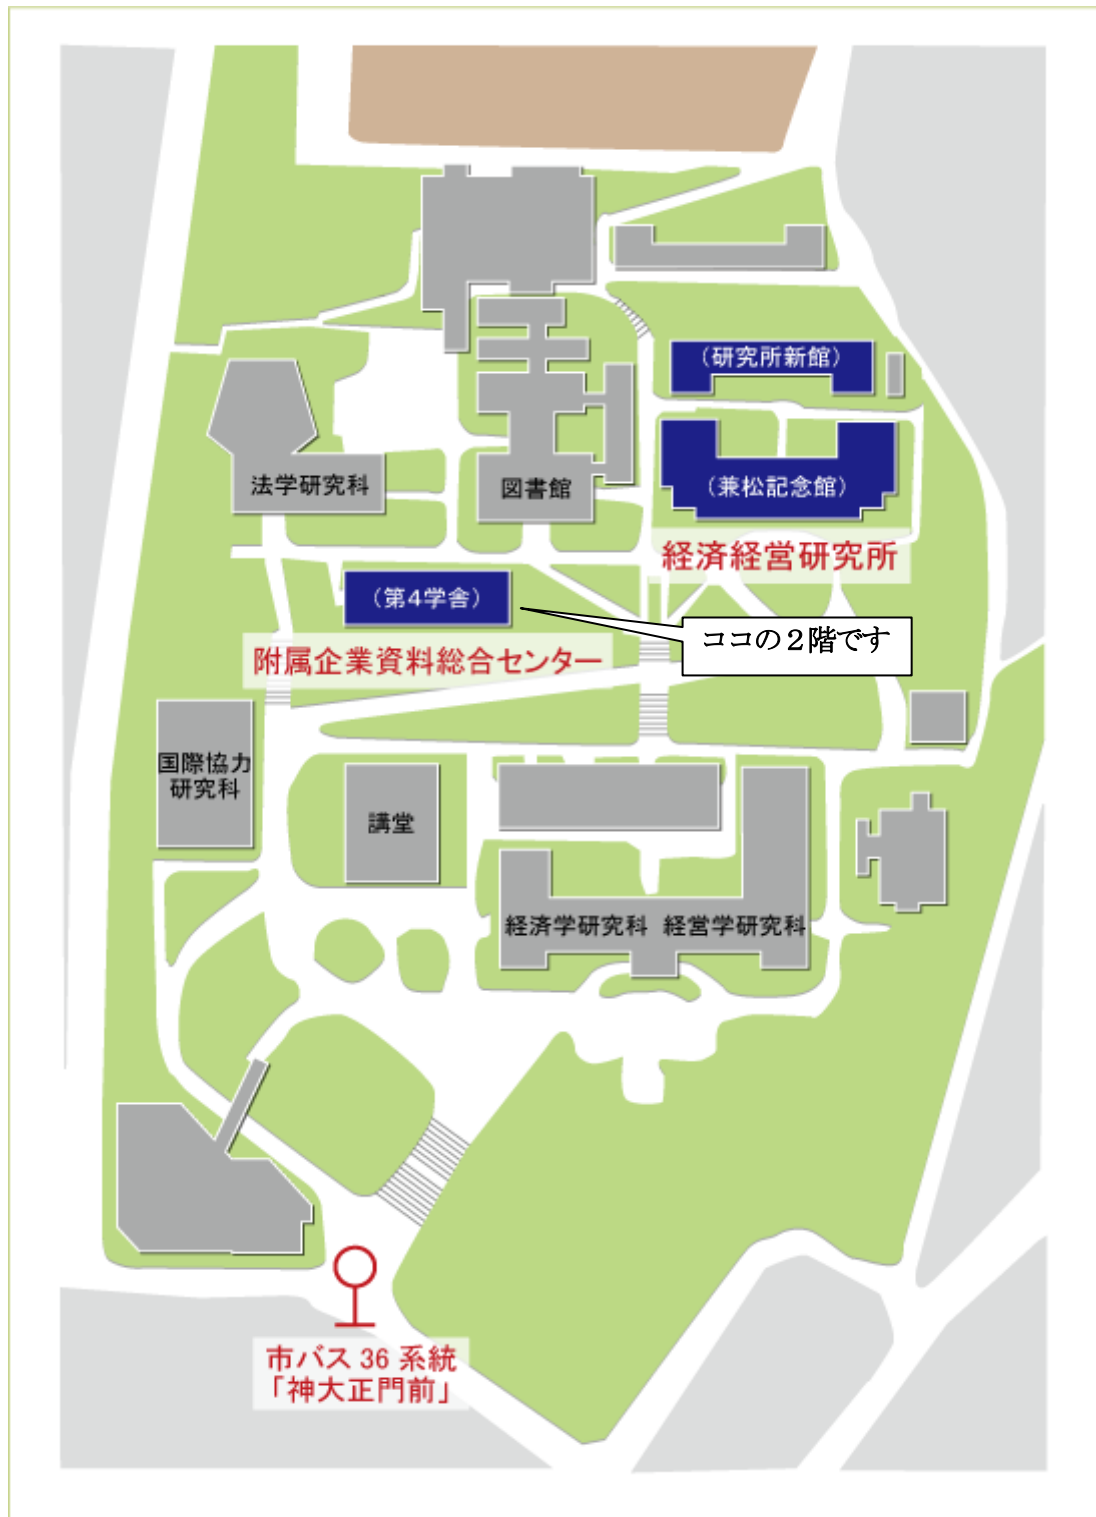 （研究所新館）
法学研究科
図書館
（兼松記念館）
経済経営研究所
（第4学舎）
ココの２階です
附属企業資料総合センター
国際協力
研究科
講堂
経済学研究科
経営学研究科
市バス 36 系統
「神大正門前」